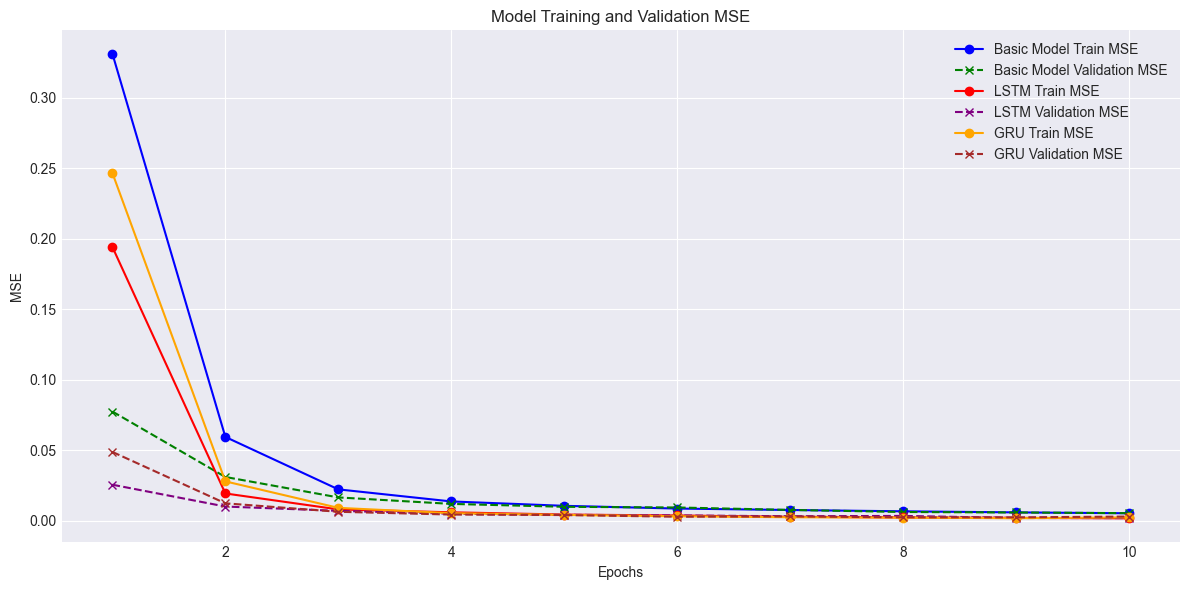 Model Training and Validation MSE
Basic Model Train MSE
Basic Model Validation MSE
LSTM Train MSE
LSTM Validation MSE
GRU Train MSE
GRU Validation MSE
MSE
0.30
0.25
0.20
0.15
0.10
0.05
0.00
2 4 6 8 10
Epochs